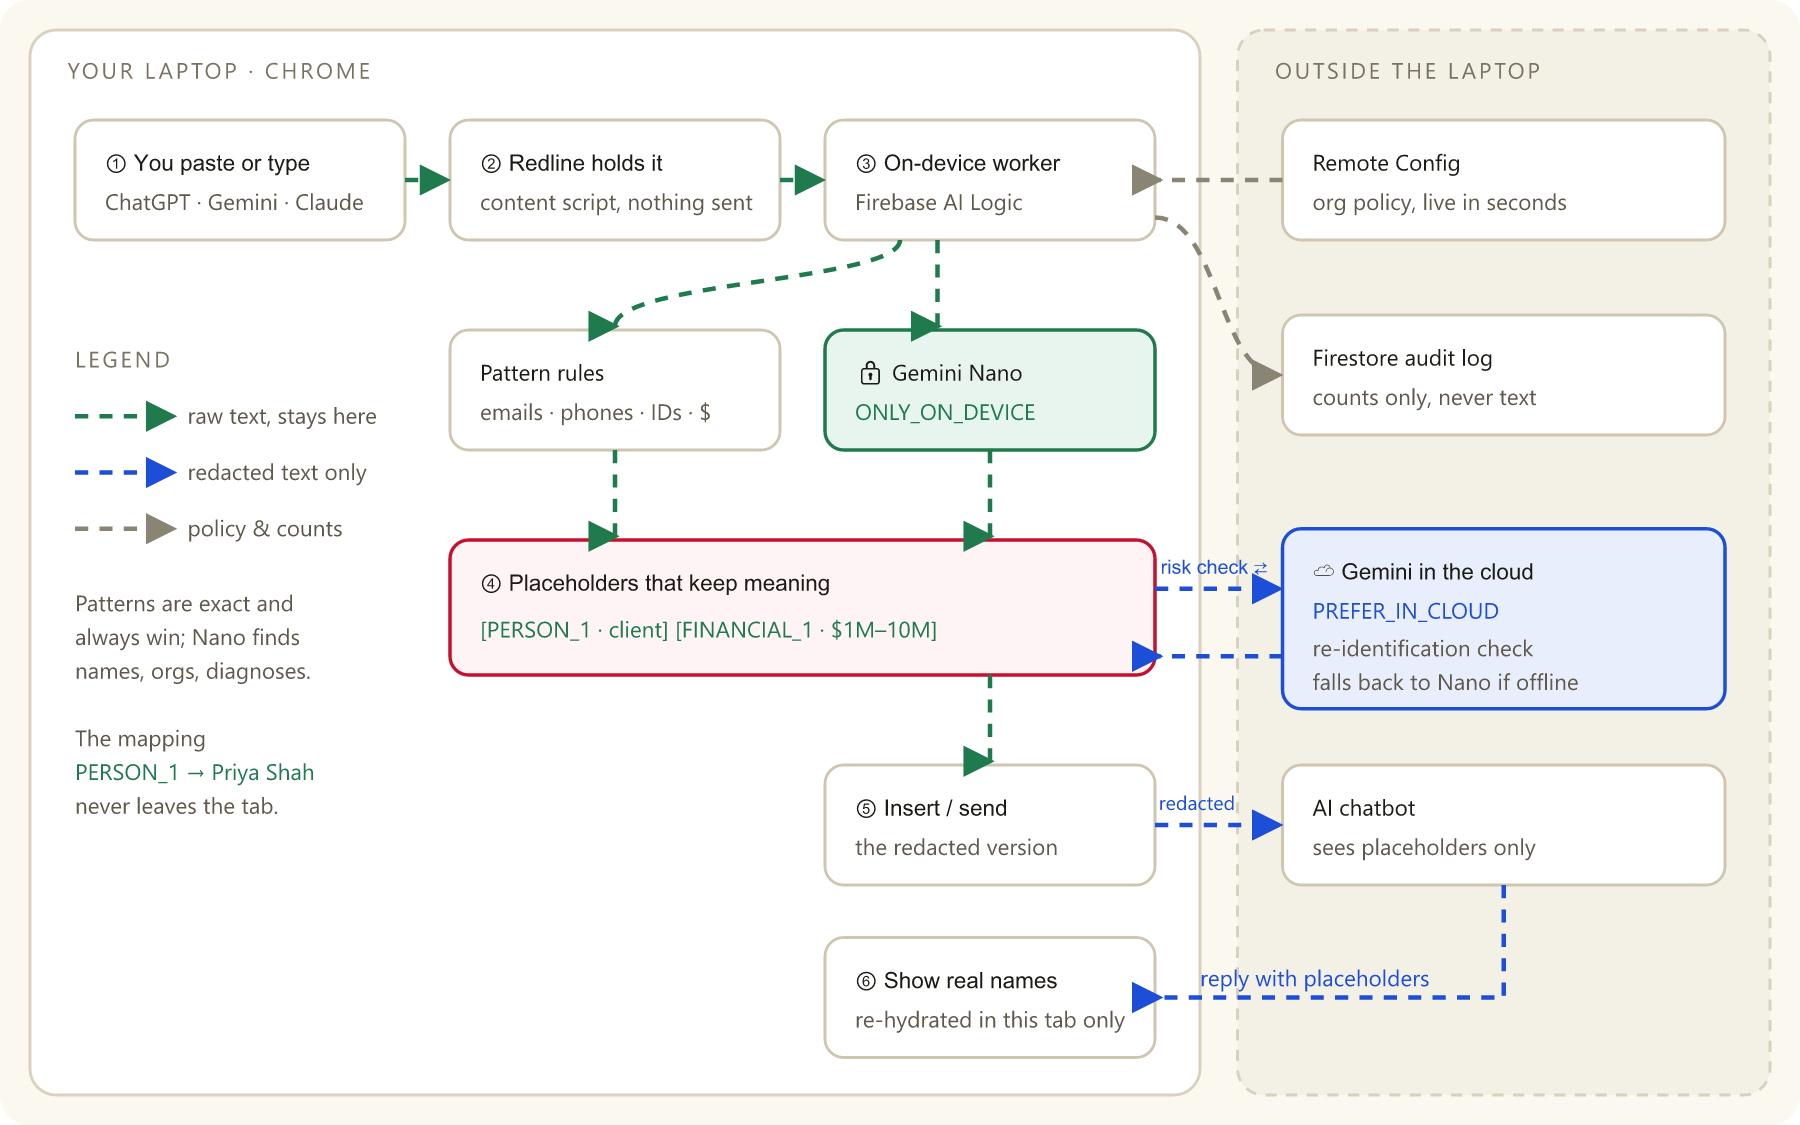 YOUR LAPTOP · CHROME
① You paste or type
ChatGPT · Gemini · Claude
② Redline holds it
content script, nothing sent
③ On-device worker
Firebase AI Logic
Pattern rules
emails · phones · IDs · $
Gemini Nano
ONLY_ON_DEVICE
LEGEND
raw text, stays here
redacted text only
policy & counts
Patterns are exact and
always win; Nano finds
names, orgs, diagnoses.
The mapping
PERSON_1 → Priya Shah
never leaves the tab.
④ Placeholders that keep meaning
[PERSON_1 · client] [FINANCIAL_1 · $1M–10M]
risk check ⇄
⑤ Insert / send
the redacted version
redacted
⑥ Show real names
re-hydrated in this tab only
reply with placeholders
OUTSIDE THE LAPTOP
Remote Config
org policy, live in seconds
Firestore audit log
counts only, never text
Gemini in the cloud
PREFER_IN_CLOUD
re-identification check
falls back to Nano if offline
AI chatbot
sees placeholders only